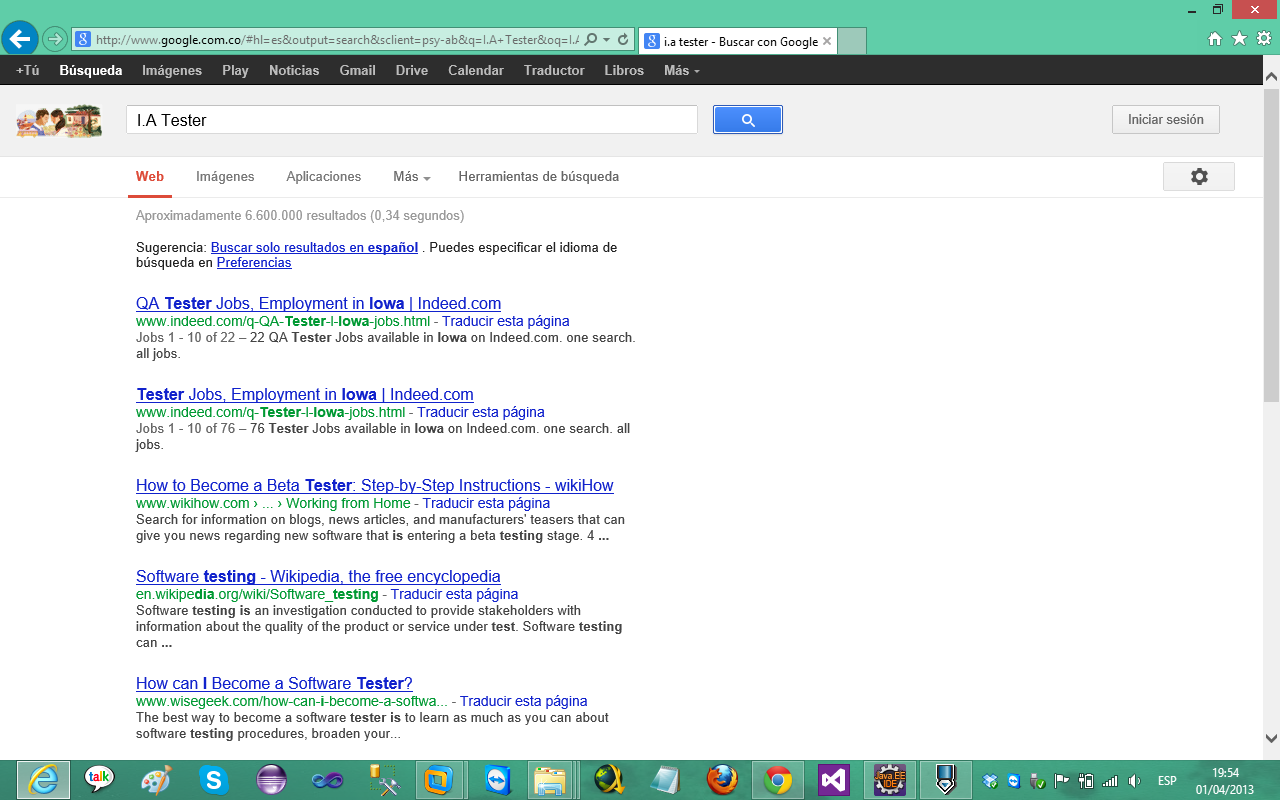 http://www.google.com.co/#hl=es&output=search&sclient=psy-ab&q=I.A+Tester&oq=I.A
i.a tester - Buscar con Google
+Tú Búsqueda Imágenes Play Noticias Gmail Drive Calendar Traductor Libros Más
I.A Tester
Iniciar sesión
Web Imágenes Aplicaciones Más Herramientas de búsqueda
Aproximadamente 6.600.000 resultados (0,34 segundos)
Sugerencia: Buscar solo resultados en español . Puedes especificar el idioma de
búsqueda en Preferencias
QA Tester Jobs, Employment in Iowa | Indeed.com
www.indeed.com/q-QA-Tester-l-Iowa-jobs.html - Traducir esta página
Jobs 1 - 10 of 22 – 22 QA Tester Jobs available in Iowa on Indeed.com. one search.
all jobs.
Tester Jobs, Employment in Iowa | Indeed.com
www.indeed.com/q-Tester-l-Iowa-jobs.html - Traducir esta página
Jobs 1 - 10 of 76 – 76 Tester Jobs available in Iowa on Indeed.com. one search. all
jobs.
How to Become a Beta Tester: Step-by-Step Instructions - wikiHow
www.wikihow.com › ... › Working from Home - Traducir esta página
Search for information on blogs, news articles, and manufacturers' teasers that can
give you news regarding new software that is entering a beta testing stage. 4 ...
Software testing - Wikipedia, the free encyclopedia
en.wikipedia.org/wiki/Software_testing - Traducir esta página
Software testing is an investigation conducted to provide stakeholders with
information about the quality of the product or service under test. Software testing
can ...
How can I Become a Software Tester?
www.wisegeek.com/how-can-i-become-a-softwa... - Traducir esta página
The best way to become a software tester is to learn as much as you can about
software testing procedures, broaden your...
talk
Java EE
IDE
ESP
19:54
01/04/2013